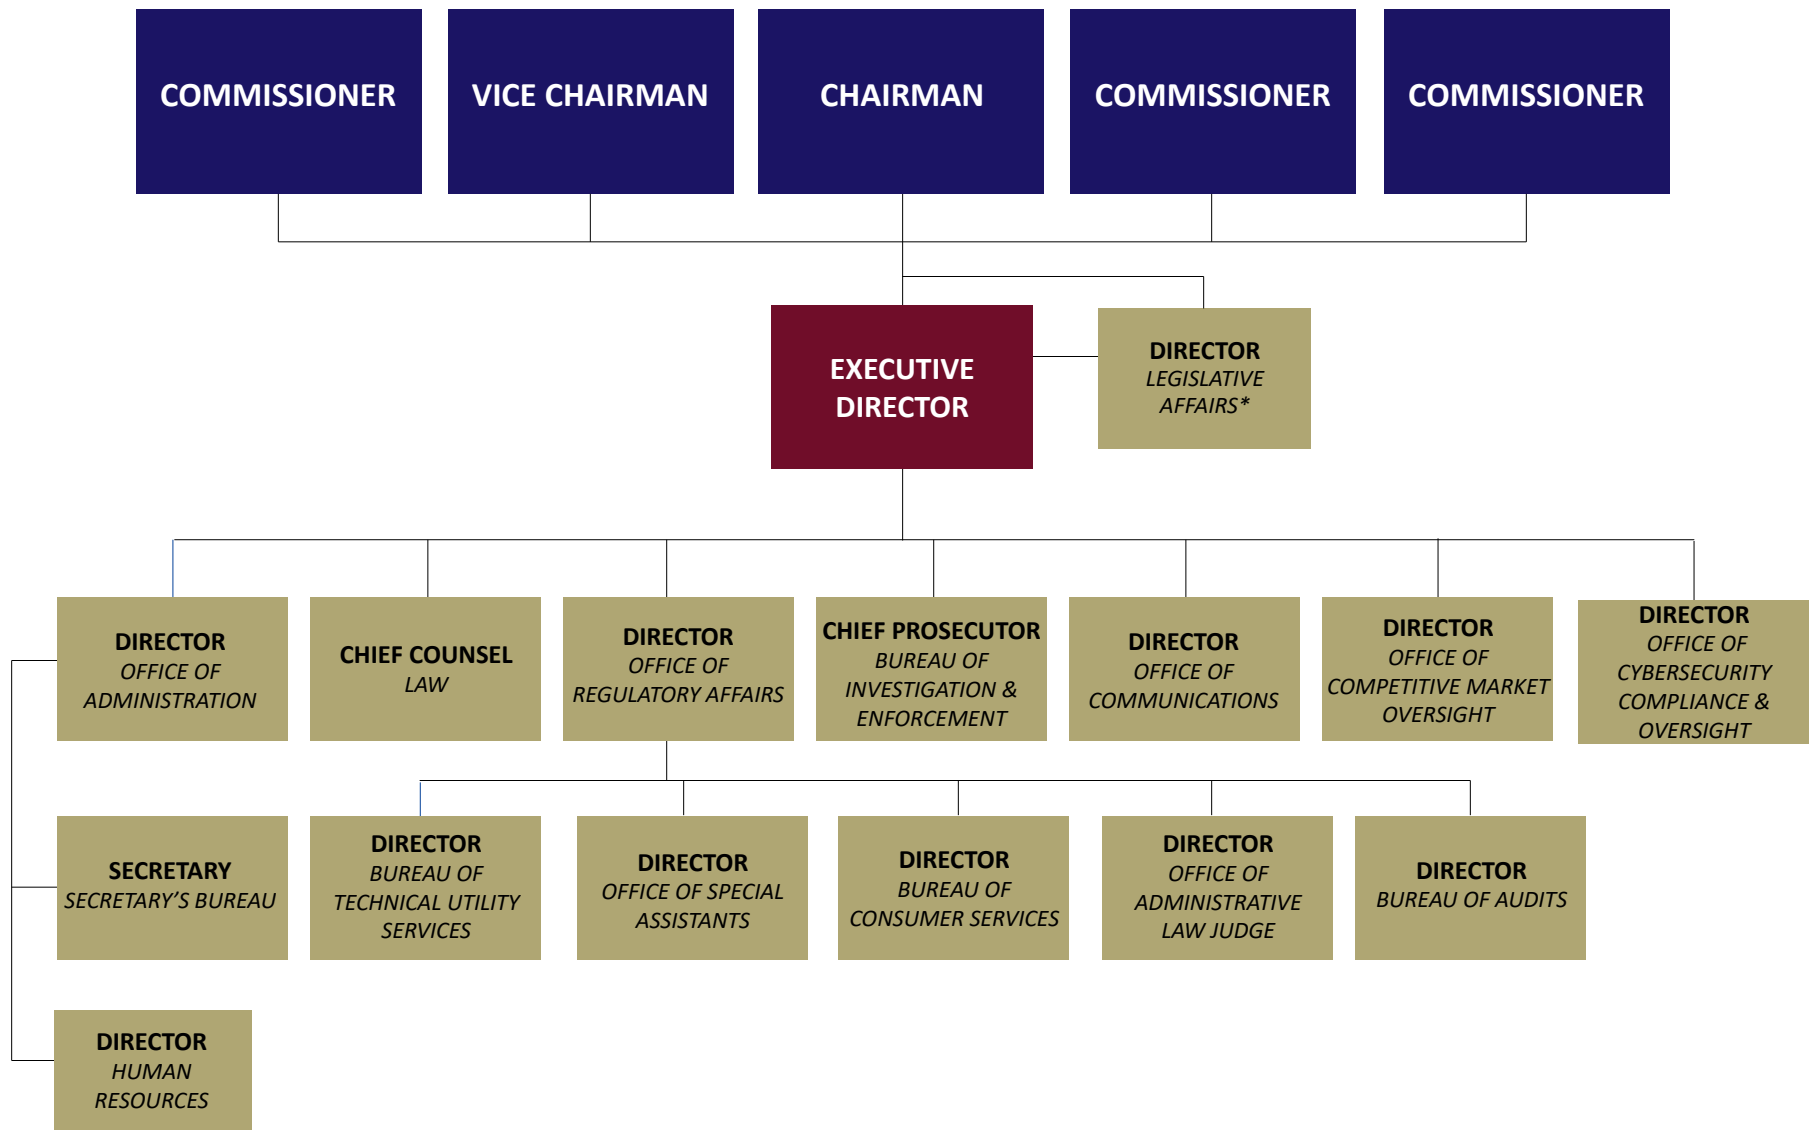 COMMISSIONER
VICE CHAIRMAN
CHAIRMAN
COMMISSIONER
COMMISSIONER
EXECUTIVE
DIRECTOR
DIRECTOR
LEGISLATIVE
AFFAIRS*
DIRECTOR
OFFICE OF
ADMINISTRATION
CHIEF COUNSEL
LAW
DIRECTOR
OFFICE OF
REGULATORY AFFAIRS
CHIEF PROSECUTOR
BUREAU OF
INVESTIGATION &
ENFORCEMENT
DIRECTOR
OFFICE OF
COMMUNICATIONS
DIRECTOR
OFFICE OF
COMPETITIVE MARKET
OVERSIGHT
DIRECTOR
OFFICE OF
CYBERSECURITY
COMPLIANCE &
OVERSIGHT
SECRETARY
SECRETARY’S BUREAU
DIRECTOR
BUREAU OF
TECHNICAL UTILITY
SERVICES
DIRECTOR
OFFICE OF SPECIAL
ASSISTANTS
DIRECTOR
BUREAU OF
CONSUMER SERVICES
DIRECTOR
OFFICE OF
ADMINISTRATIVE
LAW JUDGE
DIRECTOR
BUREAU OF AUDITS
DIRECTOR
HUMAN
RESOURCES